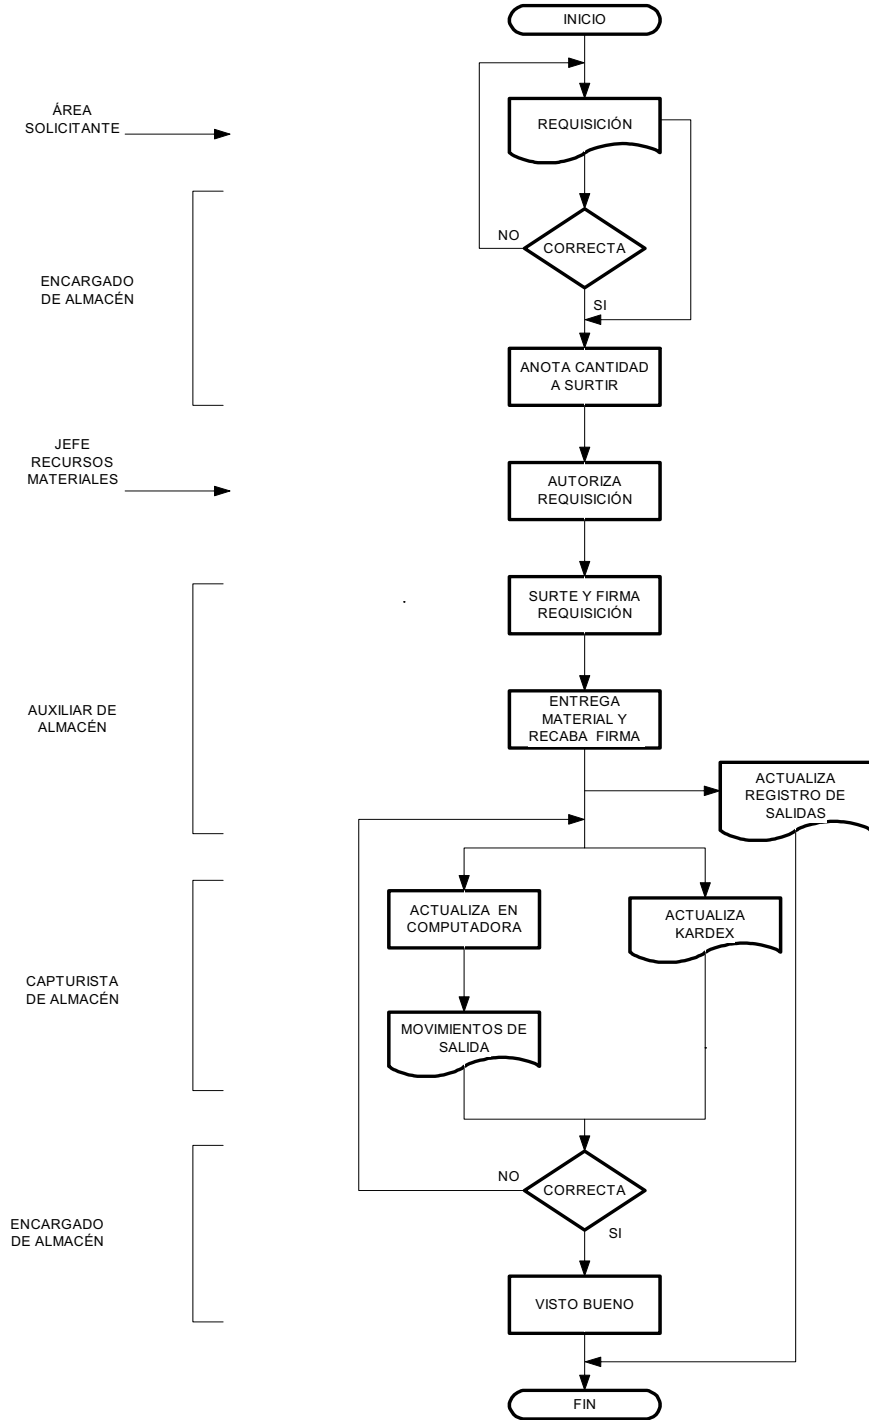 INICIO
ÁREA
SOLICITANTE
REQUISICIÓN
NO
CORRECTA
ENCARGADO
DE ALMACÉN
SI
ANOTA CANTIDAD
A SURTIR
JEFE
RECURSOS
MATERIALES
AUTORIZA
REQUISICIÓN
SURTE Y FIRMA
REQUISICIÓN
AUXILIAR DE
ALMACÉN
ENTREGA
MATERIAL Y
RECABA FIRMA
ACTUALIZA
REGISTRO DE
SALIDAS
ACTUALIZA EN
COMPUTADORA
ACTUALIZA
KARDEX
CAPTURISTA
DE ALMACÉN
MOVIMIENTOS DE
SALIDA
NO
CORRECTA
SI
ENCARGADO
DE ALMACÉN
VISTO BUENO
FIN